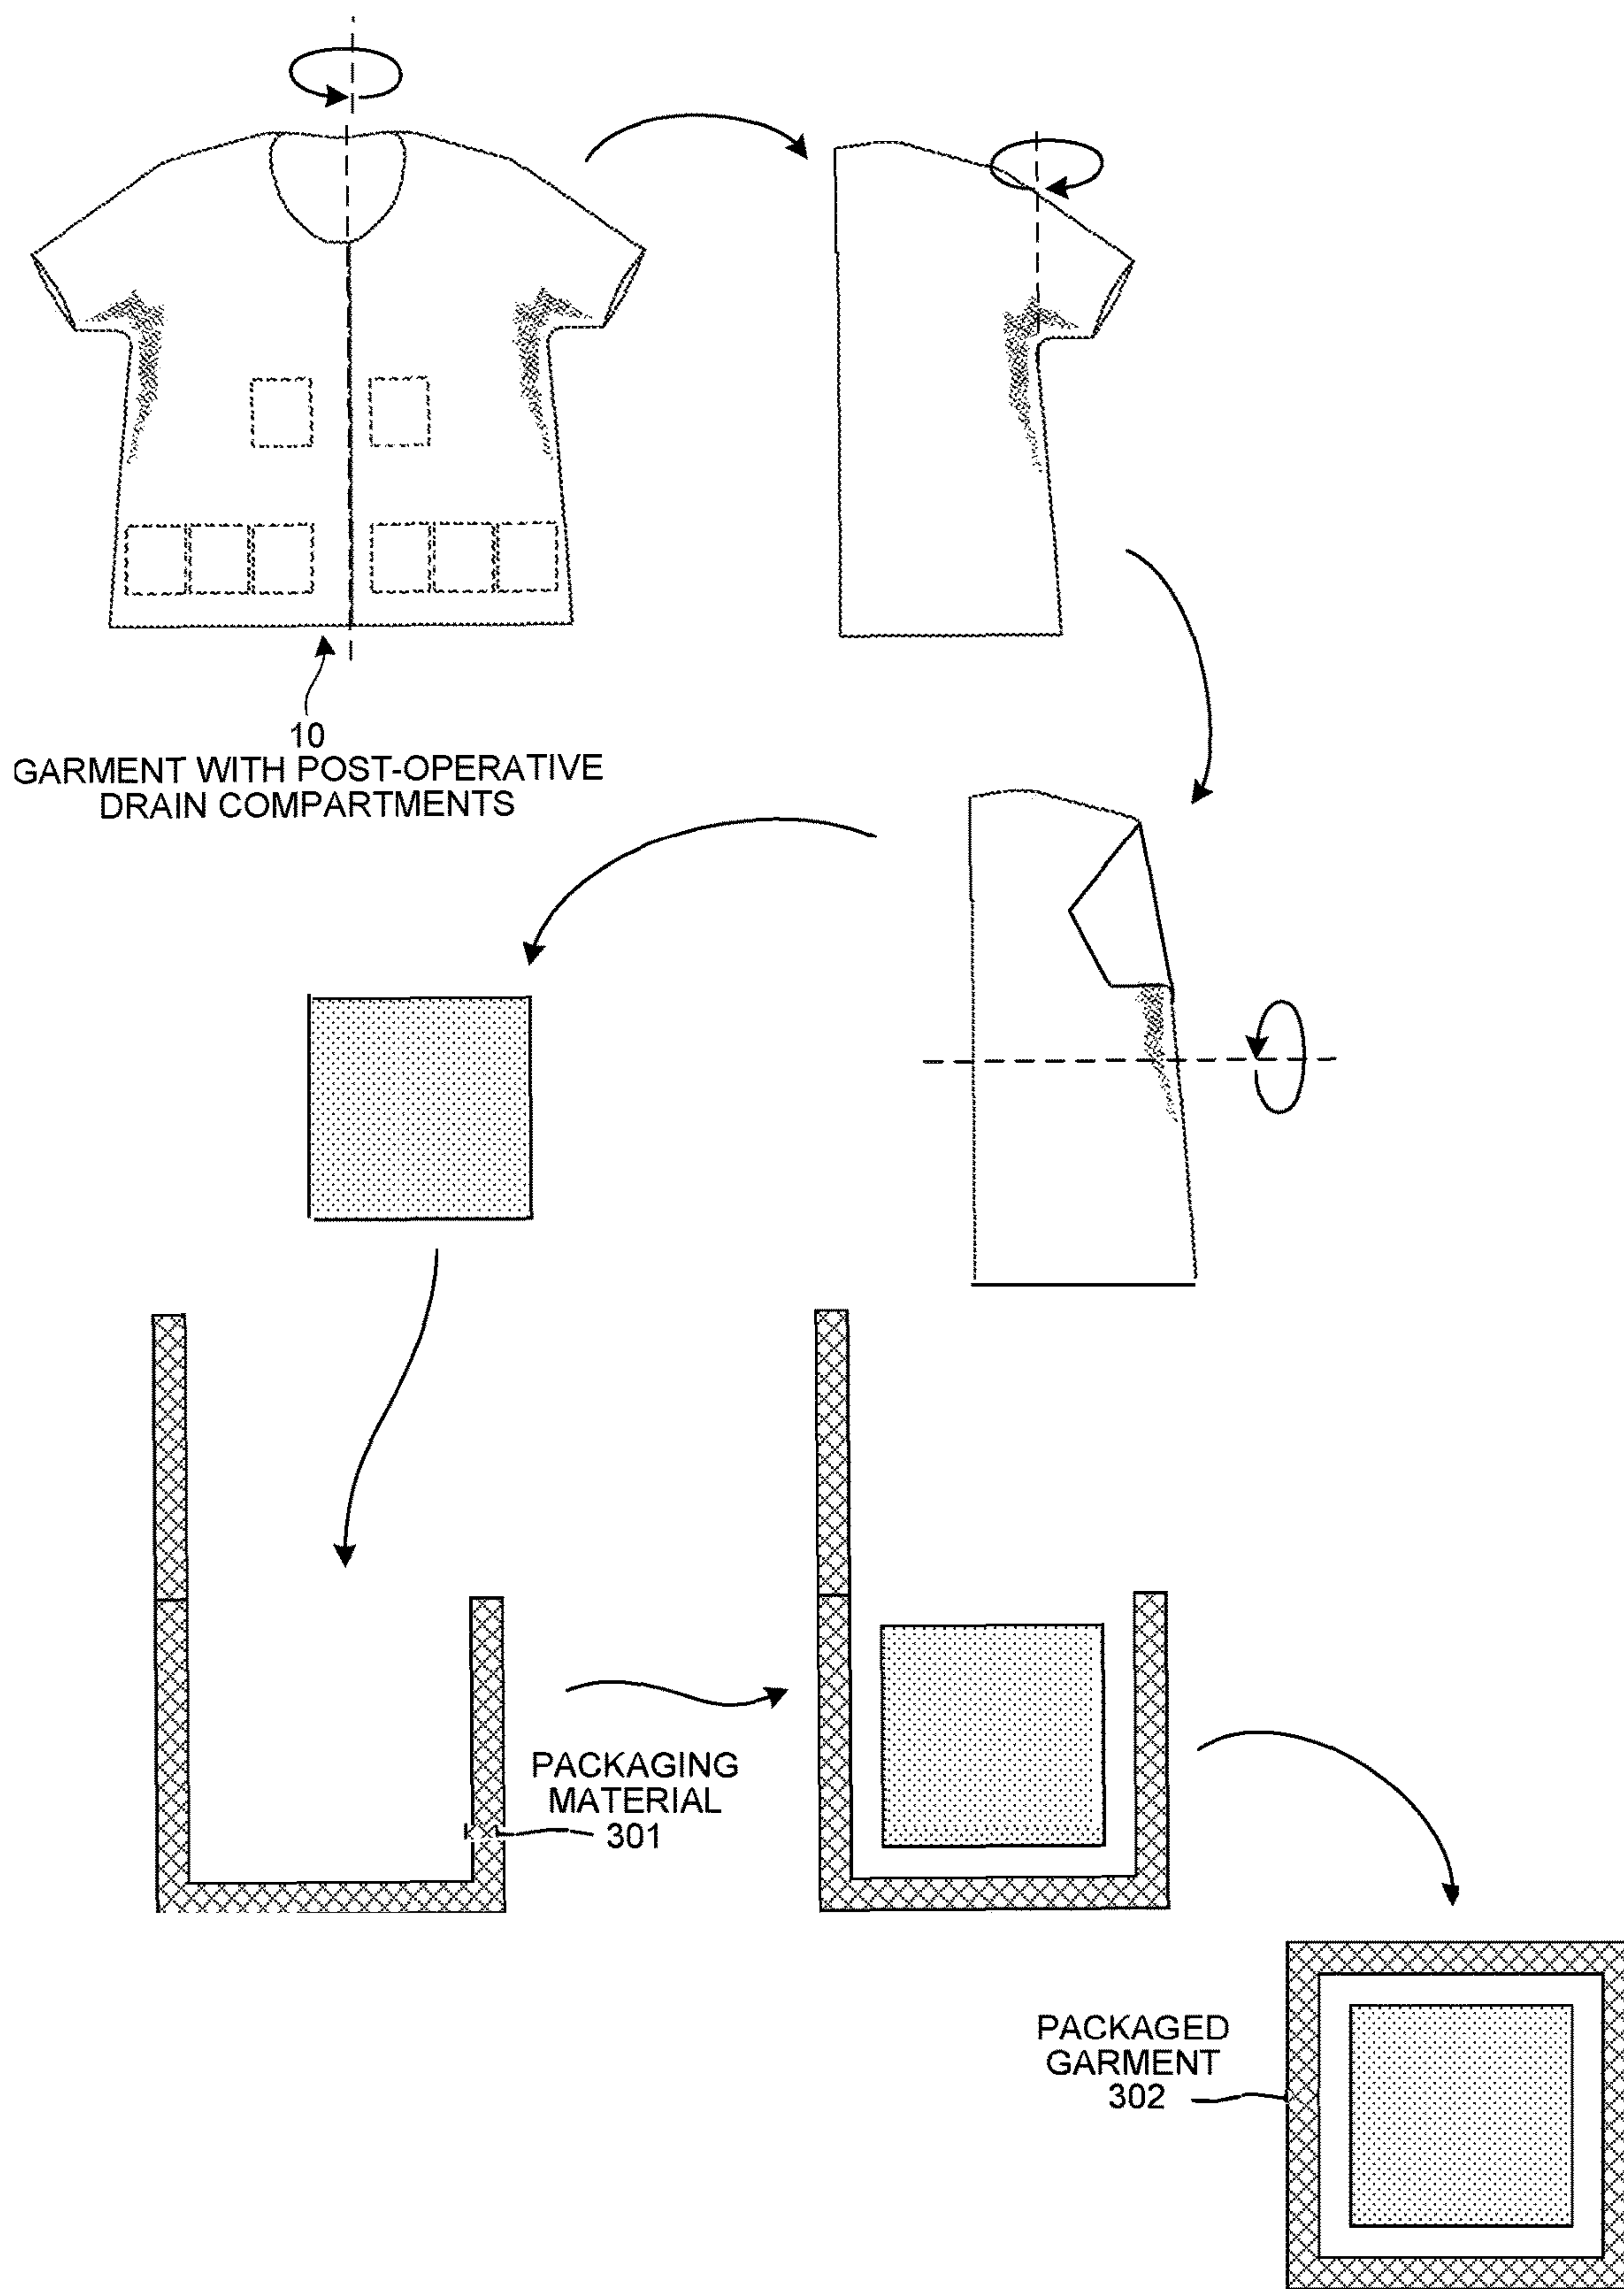 10
GARMENT WITH POST-OPERATIVE
DRAIN COMPARTMENTS
PACKAGING
MATERIAL
301
PACKAGED
GARMENT
302